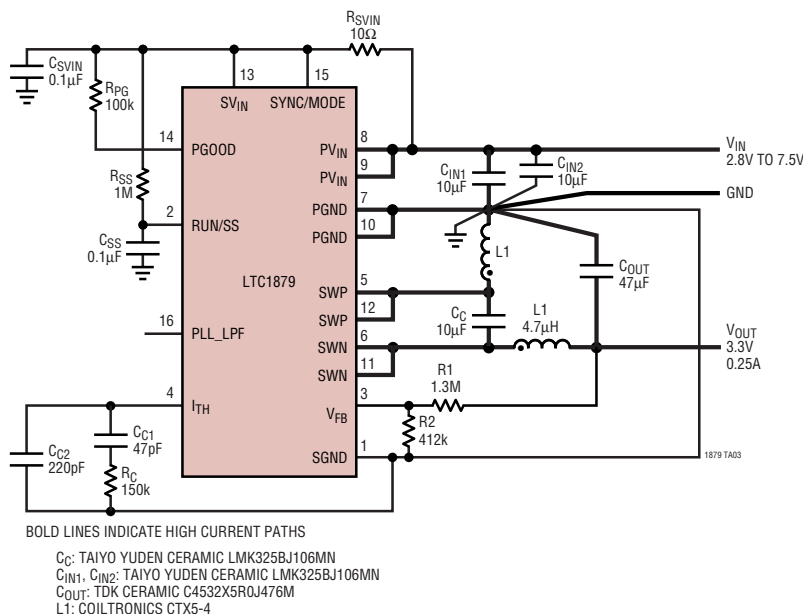 RSVIN
10Ω
CSVIN
0.1µF
RPG
100k
13
15
SVIN
SYNC/MODE
14
PGOOD
PVIN
8
PVIN
9
VIN
2.8V TO 7.5V
CIN1
10µF
CIN2
10µF
RSS
1M
PGND
7
GND
PGND
10
2
RUN/SS
CSS
0.1µF
L1
COUT
47µF
LTC1879
SWP
5
SWP
12
CC
10µF
L1
4.7µH
16
PLL_LPF
SWN
6
SWN
11
VOUT
3.3V
0.25A
R1
1.3M
4
ITH
VFB
3
R2
412k
CC2
220pF
CC1
47pF
RC
150k
SGND
1
1879 TA03
BOLD LINES INDICATE HIGH CURRENT PATHS
CC: TAIYO YUDEN CERAMIC LMK325BJ106MN
CIN1, CIN2: TAIYO YUDEN CERAMIC LMK325BJ106MN
COUT: TDK CERAMIC C4532X5R0J476M
L1: COILTRONICS CTX5-4